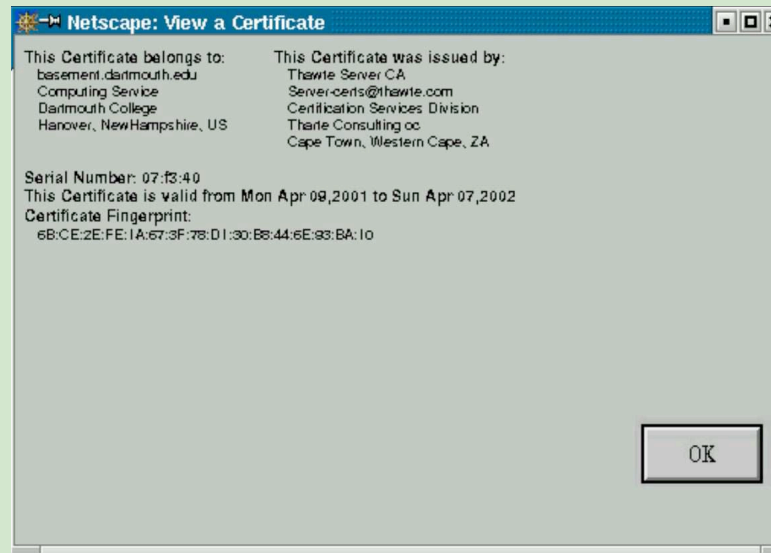 Netscape: View a Certificate
This Certificate belongs to:
basement.dartmouth.edu
Computing Service
Dartmouth College
Hanover, New Hampshire, US
This Certificate was issued by:
Thawte Server CA
Server-certs@thawte.com
Certification Services Division
Tharte Consulting oc
Cape Town, Western Cape, ZA
Serial Number: 07:f3:40
This Certificate is valid from Mon Apr 09,2001 to Sun Apr 07,2002
Certificate Fingerprint:
6B:CE:2E:FE:1A:67:3F:78:D1:30:B8:44:6E:93:BA:10
OK